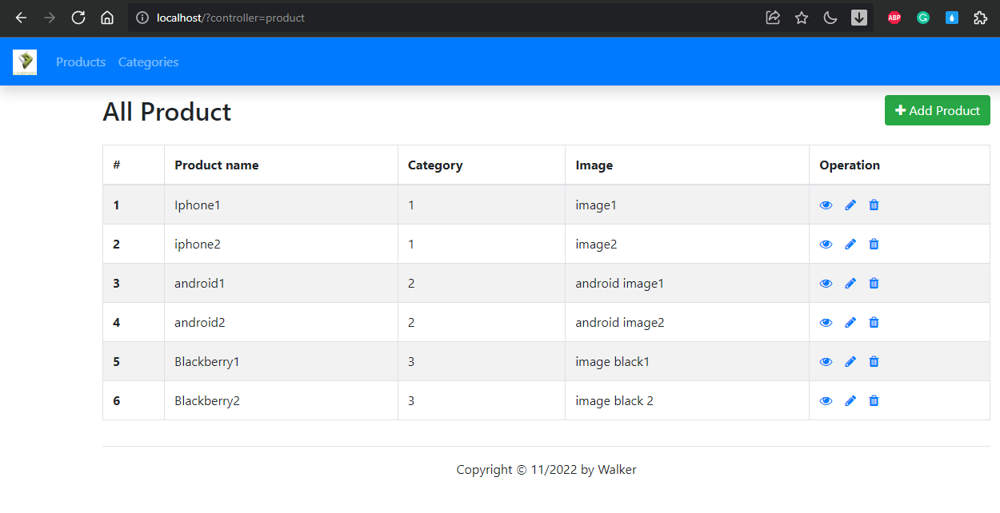 localhost/?controller=product
ABP
Products Categories
All Product
Add Product
# Product name Category Image Operation
1 Iphone1 1 image1
2 iphone2 1 image2
3 android1 2 android image1
4 android2 2 android image2
5 Blackberry1 3 image black1
6 Blackberry2 3 image black 2
Copyright © 11/2022 by Walker